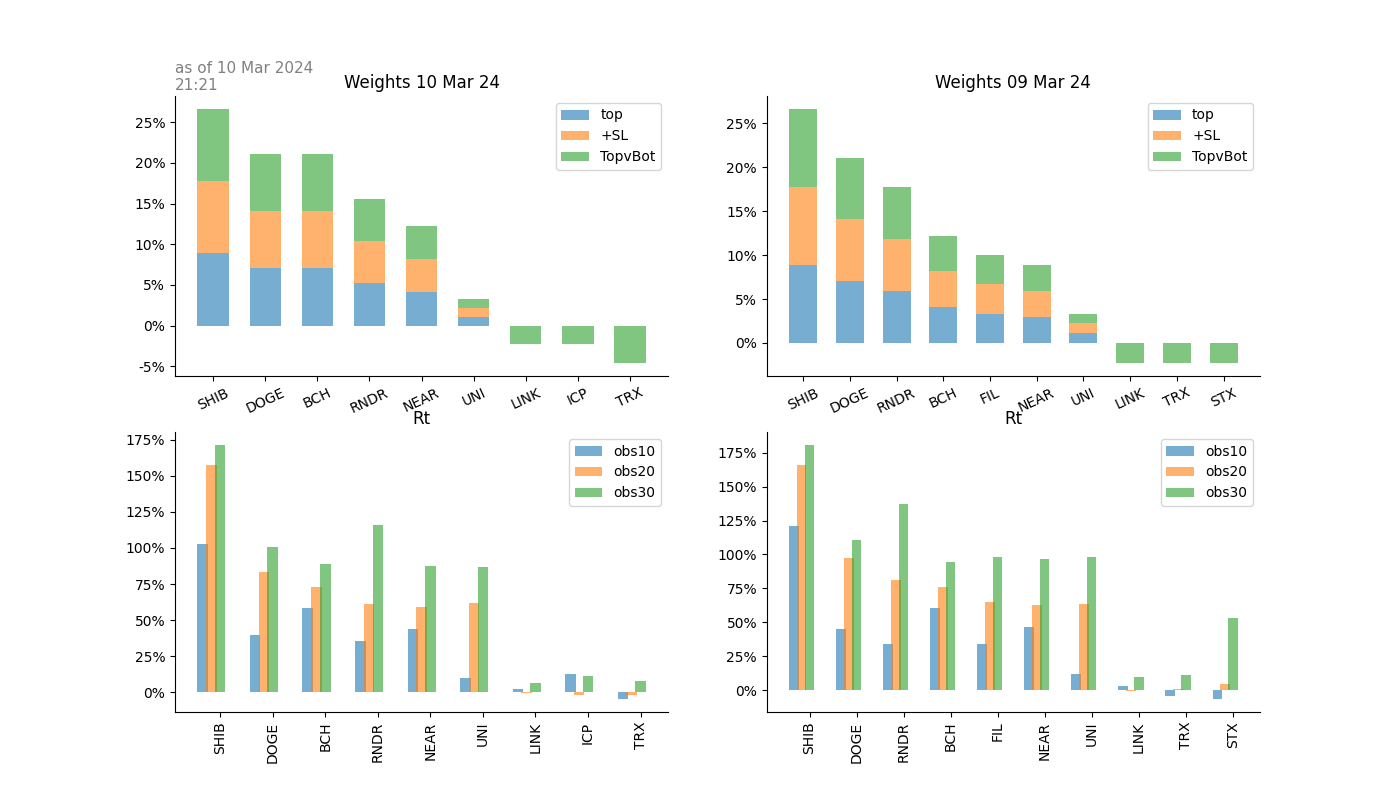 as of 10 Mar 2024
21:21
Weights 10 Mar 24
25%
20%
15%
10%
5%
0%
-5%
top
+SL
TopvBot
SHIB DOGE BCH RNDR NEAR UNI LINK ICP TRX
Weights 09 Mar 24
25%
20%
15%
10%
5%
0%
top
+SL
TopvBot
SHIB DOGE RNDR BCH FIL NEAR UNI LINK TRX STX
Rt
175%
150%
125%
100%
75%
50%
25%
0%
obs10
obs20
obs30
SHIB DOGE BCH RNDR NEAR UNI LINK ICP TRX
Rt
175%
150%
125%
100%
75%
50%
25%
0%
obs10
obs20
obs30
SHIB DOGE RNDR BCH FIL NEAR UNI LINK TRX STX